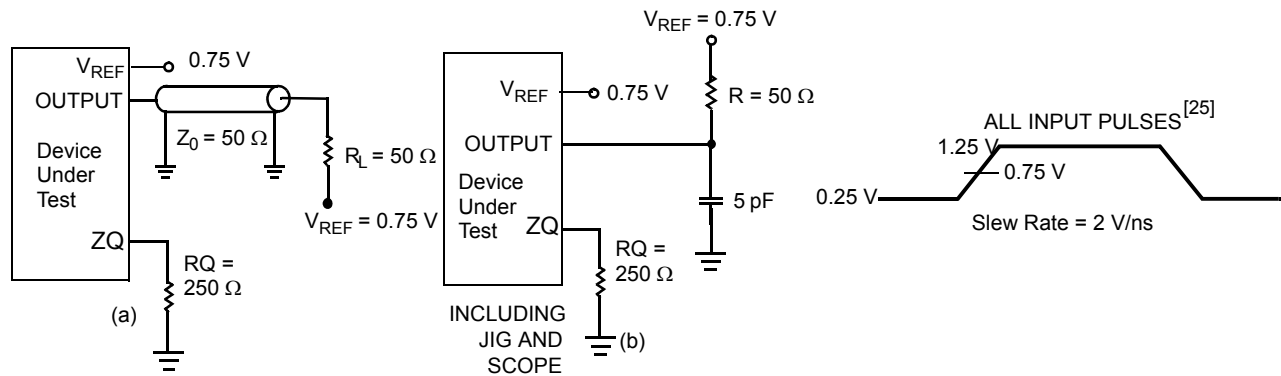 V_REF 0.75 V
OUTPUT
Z_0 = 50 Ω
Device
Under
Test
R_L = 50 Ω
V_REF = 0.75 V
ZQ
RQ =
250 Ω
(a)
V_REF = 0.75 V
R = 50 Ω
V_REF 0.75 V
OUTPUT
Device
Under
Test
5 pF
ZQ
RQ =
250 Ω
INCLUDING
JIG AND
SCOPE
(b)
ALL INPUT PULSES[25]
1.25 V
0.75 V
0.25 V
Slew Rate = 2 V/ns